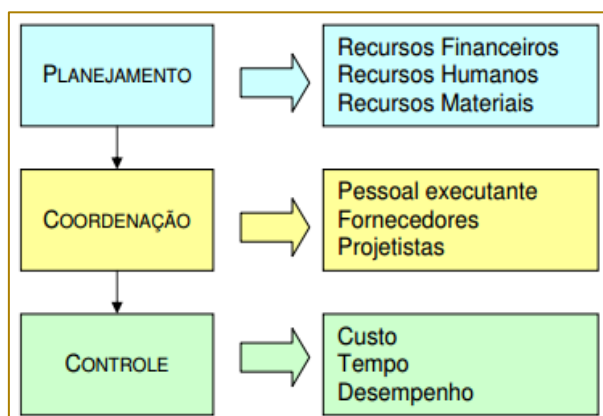 PLANEJAMENTO
Recursos Financeiros
Recursos Humanos
Recursos Materiais
COORDENAÇÃO
Pessoal executante
Fornecedores
Projetistas
CONTROLE
Custo
Tempo
Desempenho